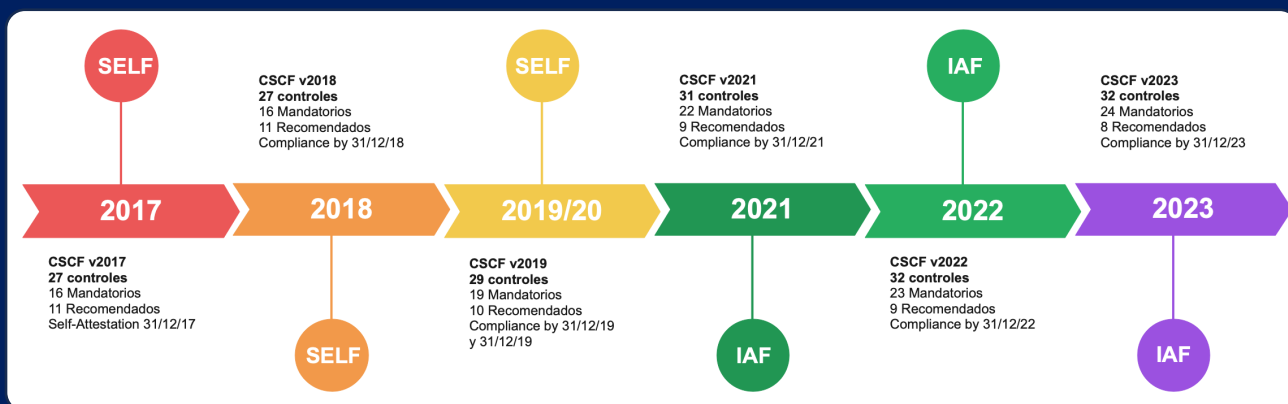 SELF
CSCF v2018
27 controles
16 Mandatorios
11 Recomendados
Compliance by 31/12/18
SELF
CSCF v2021
31 controles
22 Mandatorios
9 Recomendados
Compliance by 31/12/21
IAF
CSCF v2023
32 controles
24 Mandatorios
8 Recomendados
Compliance by 31/12/23
2017
2018
2019/20
2021
2022
2023
CSCF v2017
27 controles
16 Mandatorios
11 Recomendados
Self-Attestation 31/12/17
SELF
CSCF v2019
29 controles
19 Mandatorios
10 Recomendados
Compliance by 31/12/19
y 31/12/19
IAF
CSCF v2022
32 controles
23 Mandatorios
9 Recomendados
Compliance by 31/12/22
IAF